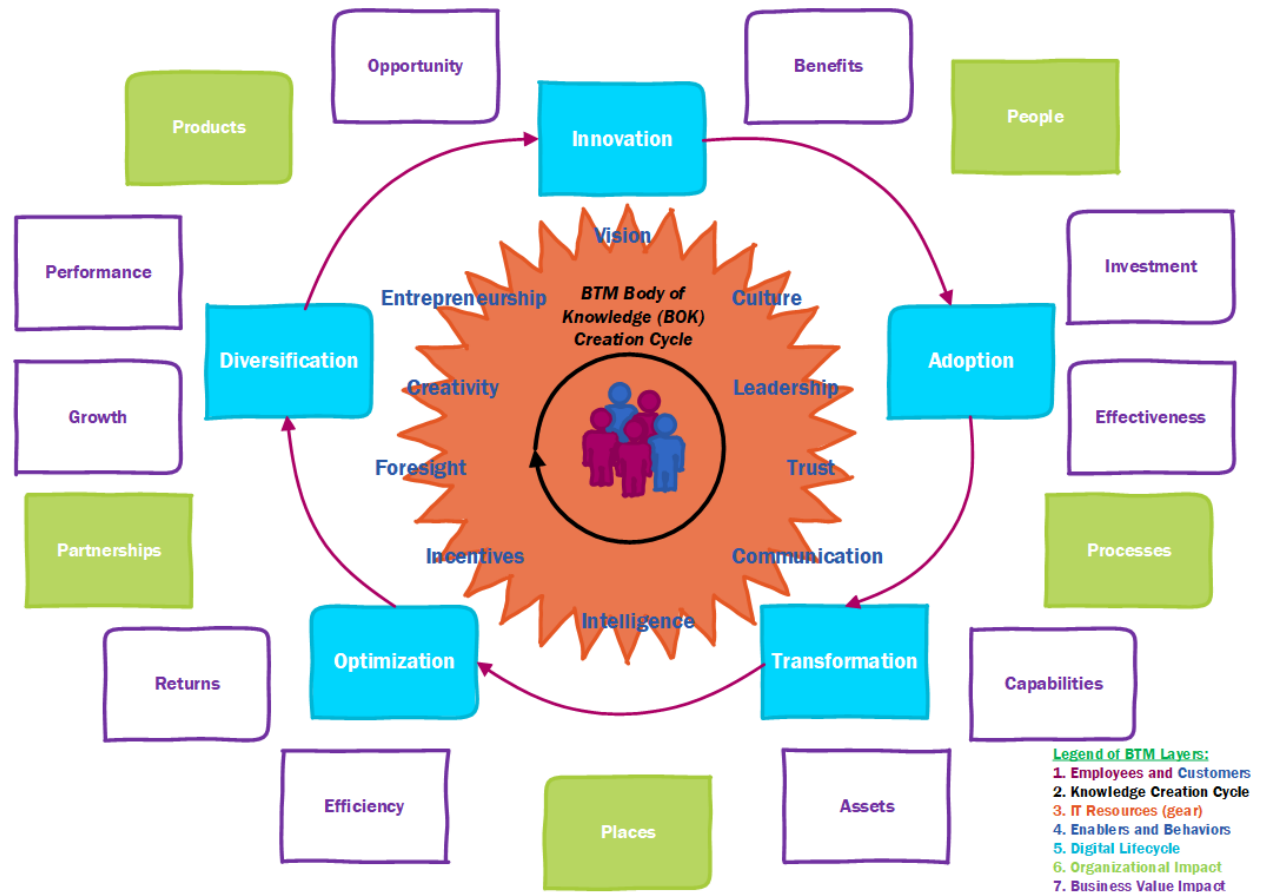 Opportunity
Benefits
Products
People
Innovation
Vision
Performance
Investment
Entrepreneurship
BTM Body of
Knowledge (BOK)
Creation Cycle
Culture
Diversification
Adoption
Creativity
Leadership
Growth
Effectiveness
Foresight
Trust
Partnerships
Processes
Incentives
Communication
Intelligence
Optimization
Transformation
Returns
Capabilities
Efficiency
Assets
Places
Legend of BTM Layers:
1. Employees and Customers
2. Knowledge Creation Cycle
3. IT Resources (gear)
4. Enablers and Behaviors
5. Digital Lifecycle
6. Organizational Impact
7. Business Value Impact